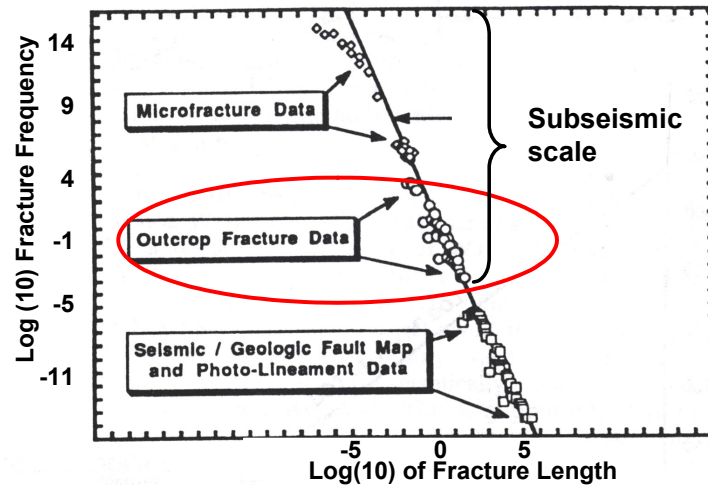 14
9
4
-1
-5
-11
Log (10) Fracture Frequency
Microfracture Data
Outcrop Fracture Data
Seismic / Geologic Fault Map
and Photo-Lineament Data
Subseismic
scale
-5
0
5
Log(10) of Fracture Length